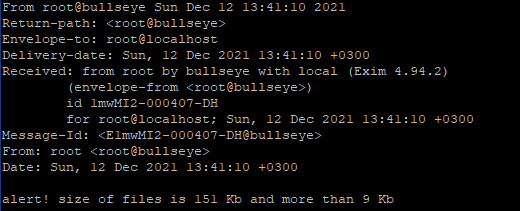 From root@bullseye Sun Dec 12 13:41:10 2021
Return-path: <root@bullseye>
Envelope-to: root@localhost
Delivery-date: Sun, 12 Dec 2021 13:41:10 +0300
Received: from root by bullseye with local (Exim 4.94.2)
        (envelope-from <root@bullseye>)
        id 1mwMI2-000407-DH
        for root@localhost; Sun, 12 Dec 2021 13:41:10 +0300
Message-Id: <E1mwMI2-000407-DH@bullseye>
From: root <root@bullseye>
Date: Sun, 12 Dec 2021 13:41:10 +0300

alert! size of files is 151 Kb and more than 9 Kb